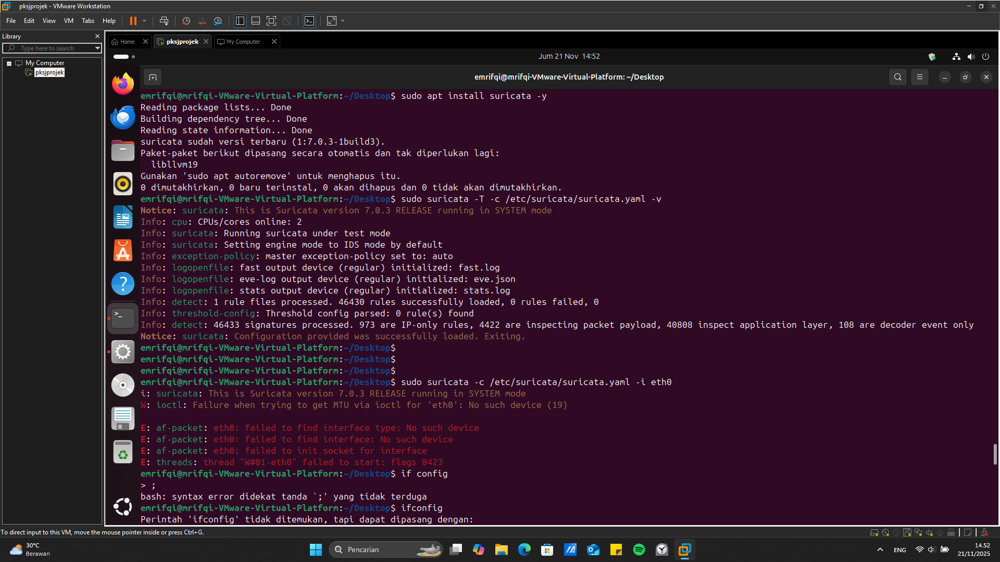 pksjprojek - VMware Workstation
File Edit View VM Tabs Help
Library
Type here to search
My Computer
pksjprojek
Home
pksjprojek
My Computer
Jum 21 Nov 14:52
emrifqi@mrifqi-VMware-Virtual-Platform: ~/Desktop
emrifqi@mrifqi-VMware-Virtual-Platform:~/Desktop$ sudo apt install suricata -y
Reading package lists... Done
Building dependency tree... Done
Reading state information... Done
suricata sudah versi terbaru (1:7.0.3-1build3).
Paket-paket berikut dipasang secara otomatis dan tak diperlukan lagi:
  libllvm19
Gunakan 'sudo apt autoremove' untuk menghapus itu.
0 dimutakhirkan, 0 baru terinstal, 0 akan dihapus dan 0 tidak akan dimutakhirkan.
emrifqi@mrifqi-VMware-Virtual-Platform:~/Desktop$ sudo suricata -T -c /etc/suricata/suricata.yaml -v
Notice: suricata: This is Suricata version 7.0.3 RELEASE running in SYSTEM mode
Info: cpu: CPUs/cores online: 2
Info: suricata: Running suricata under test mode
Info: suricata: Setting engine mode to IDS mode by default
Info: exception-policy: master exception-policy set to: auto
Info: logopenfile: fast output device (regular) initialized: fast.log
Info: logopenfile: eve-log output device (regular) initialized: eve.json
Info: logopenfile: stats output device (regular) initialized: stats.log
Info: detect: 1 rule files processed. 46430 rules successfully loaded, 0 rules failed, 0
Info: threshold-config: Threshold config parsed: 0 rule(s) found
Info: detect: 46433 signatures processed. 973 are IP-only rules, 4422 are inspecting packet payload, 40808 inspect application layer, 108 are decoder event only
Notice: suricata: Configuration provided was successfully loaded. Exiting.
emrifqi@mrifqi-VMware-Virtual-Platform:~/Desktop$
emrifqi@mrifqi-VMware-Virtual-Platform:~/Desktop$
emrifqi@mrifqi-VMware-Virtual-Platform:~/Desktop$
emrifqi@mrifqi-VMware-Virtual-Platform:~/Desktop$ sudo suricata -c /etc/suricata/suricata.yaml -i eth0
i: suricata: This is Suricata version 7.0.3 RELEASE running in SYSTEM mode
W: ioctl: Failure when trying to get MTU via ioctl for 'eth0': No such device (19)
E: af-packet: eth0: failed to find interface type: No such device
E: af-packet: eth0: failed to find interface: No such device
E: af-packet: eth0: failed to init socket for interface
E: threads: thread "W#01-eth0" failed to start: flags 0423
emrifqi@mrifqi-VMware-Virtual-Platform:~/Desktop$ if config
> ;
bash: syntax error didekat tanda `;' yang tidak terduga
emrifqi@mrifqi-VMware-Virtual-Platform:~/Desktop$ ifconfig
Perintah 'ifconfig' tidak ditemukan, tapi dapat dipasang dengan:
To direct input to this VM, move the mouse pointer inside or press Ctrl+G.
30°C
Berawan
Pencarian
ENG
14.52
21/11/2025